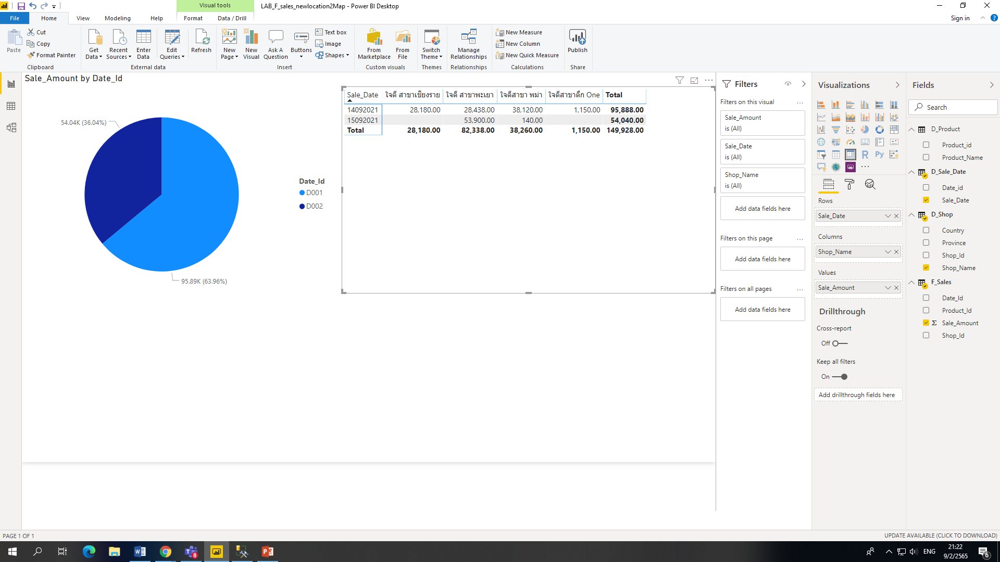 Visual tools
LAB_F_sales_newlocation2Map - Power BI Desktop
File Home View Modeling Help Format Data / Drill
Sign in
Paste
Cut
Copy
Format Painter
Clipboard
Get Data
Recent Sources
Enter Data
Edit Queries
Refresh
External data
New Page
New Visual
Ask A Question
Buttons
Text box
Image
Shapes
Insert
From Marketplace
From File
Custom visuals
Switch Theme
Themes
Manage Relationships
Relationships
New Measure
New Column
New Quick Measure
Calculations
Publish
Share
Sale_Amount by Date_Id
54.04K (36.04%)
95.89K (63.96%)
Date_Id
D001
D002
Sale_Date ใจดี สาขาเชียงราย ใจดี สาขาพะเยา ใจดีสาขา พม่า ใจดีสาขาตึก One Total
14092021 28,180.00 28,438.00 38,120.00 1,150.00 95,888.00
15092021 53,900.00 140.00 54,040.00
Total 28,180.00 82,338.00 38,260.00 1,150.00 149,928.00
Filters
Filters on this visual ...
Sale_Amount
is (All)
Sale_Date
is (All)
Shop_Name
is (All)
Add data fields here
Filters on this page ...
Add data fields here
Filters on all pages ...
Add data fields here
Visualizations
123
R Py
...
Rows
Sale_Date
Columns
Shop_Name
Values
Sale_Amount
Drillthrough
Cross-report
Off
Keep all filters
On
Add drillthrough fields here
Fields
Search
D_Product
Product_id
Product_Name
D_Sale_Date
Date_id
Sale_Date
D_Shop
Country
Province
Shop_Id
Shop_Name
F_Sales
Date_Id
Product_Id
Σ Sale_Amount
Shop_Id
PAGE 1 OF 1
UPDATE AVAILABLE (CLICK TO DOWNLOAD)
8
ENG
21:22
9/2/2565
6